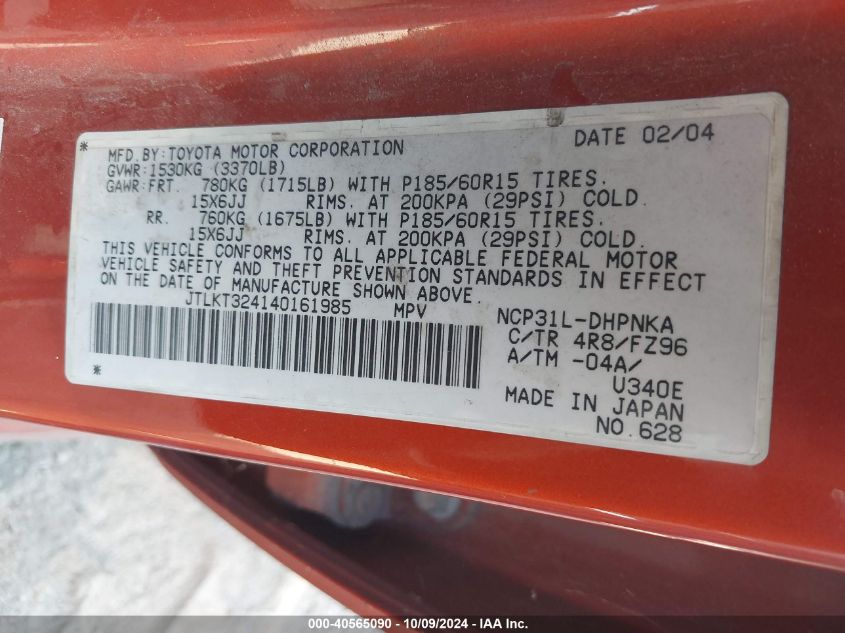 * MFD.BY:TOYOTA MOTOR CORPORATION DATE 02/04
GVWR:1530KG (3370LB)
GAWR:FRT. 780KG (1715LB) WITH P185/60R15 TIRES.
15X6JJ RIMS. AT 200KPA (29PSI) COLD.
RR. 760KG (1675LB) WITH P185/60R15 TIRES.
15X6JJ RIMS. AT 200KPA (29PSI) COLD.
THIS VEHICLE CONFORMS TO ALL APPLICABLE FEDERAL MOTOR
VEHICLE SAFETY AND THEFT PREVENTION STANDARDS IN EFFECT
ON THE DATE OF MANUFACTURE SHOWN ABOVE.
JTLKT324140161985 MPV NCP31L-DHPNKA
C/TR 4R8/FZ96
A/TM -04A/
* U340E
MADE IN JAPAN
NO.628
000-40565090 - 10/09/2024 - IAA Inc.